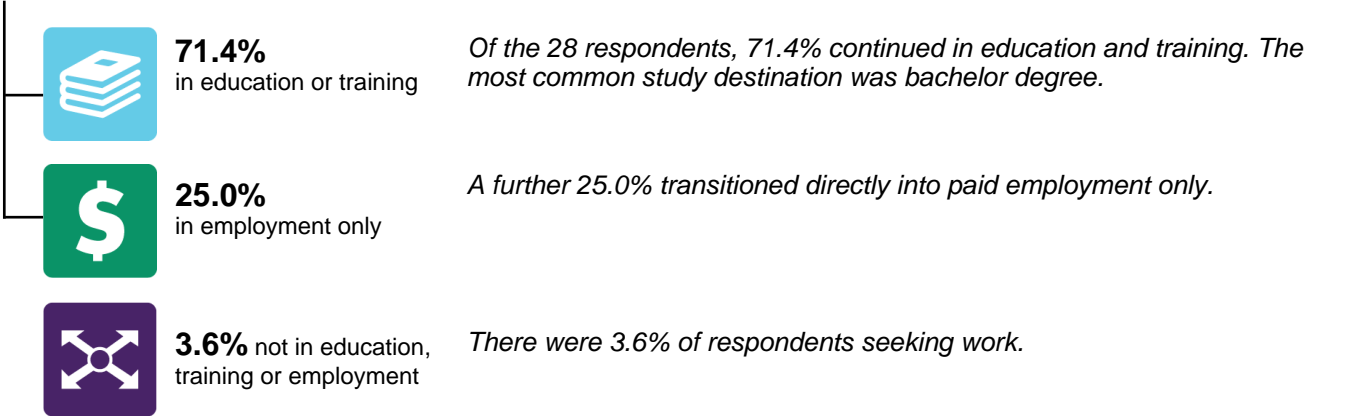 71.4%
in education or training
Of the 28 respondents, 71.4% continued in education and training. The
most common study destination was bachelor degree.
25.0%
in employment only
A further 25.0% transitioned directly into paid employment only.
3.6% not in education,
training or employment
There were 3.6% of respondents seeking work.